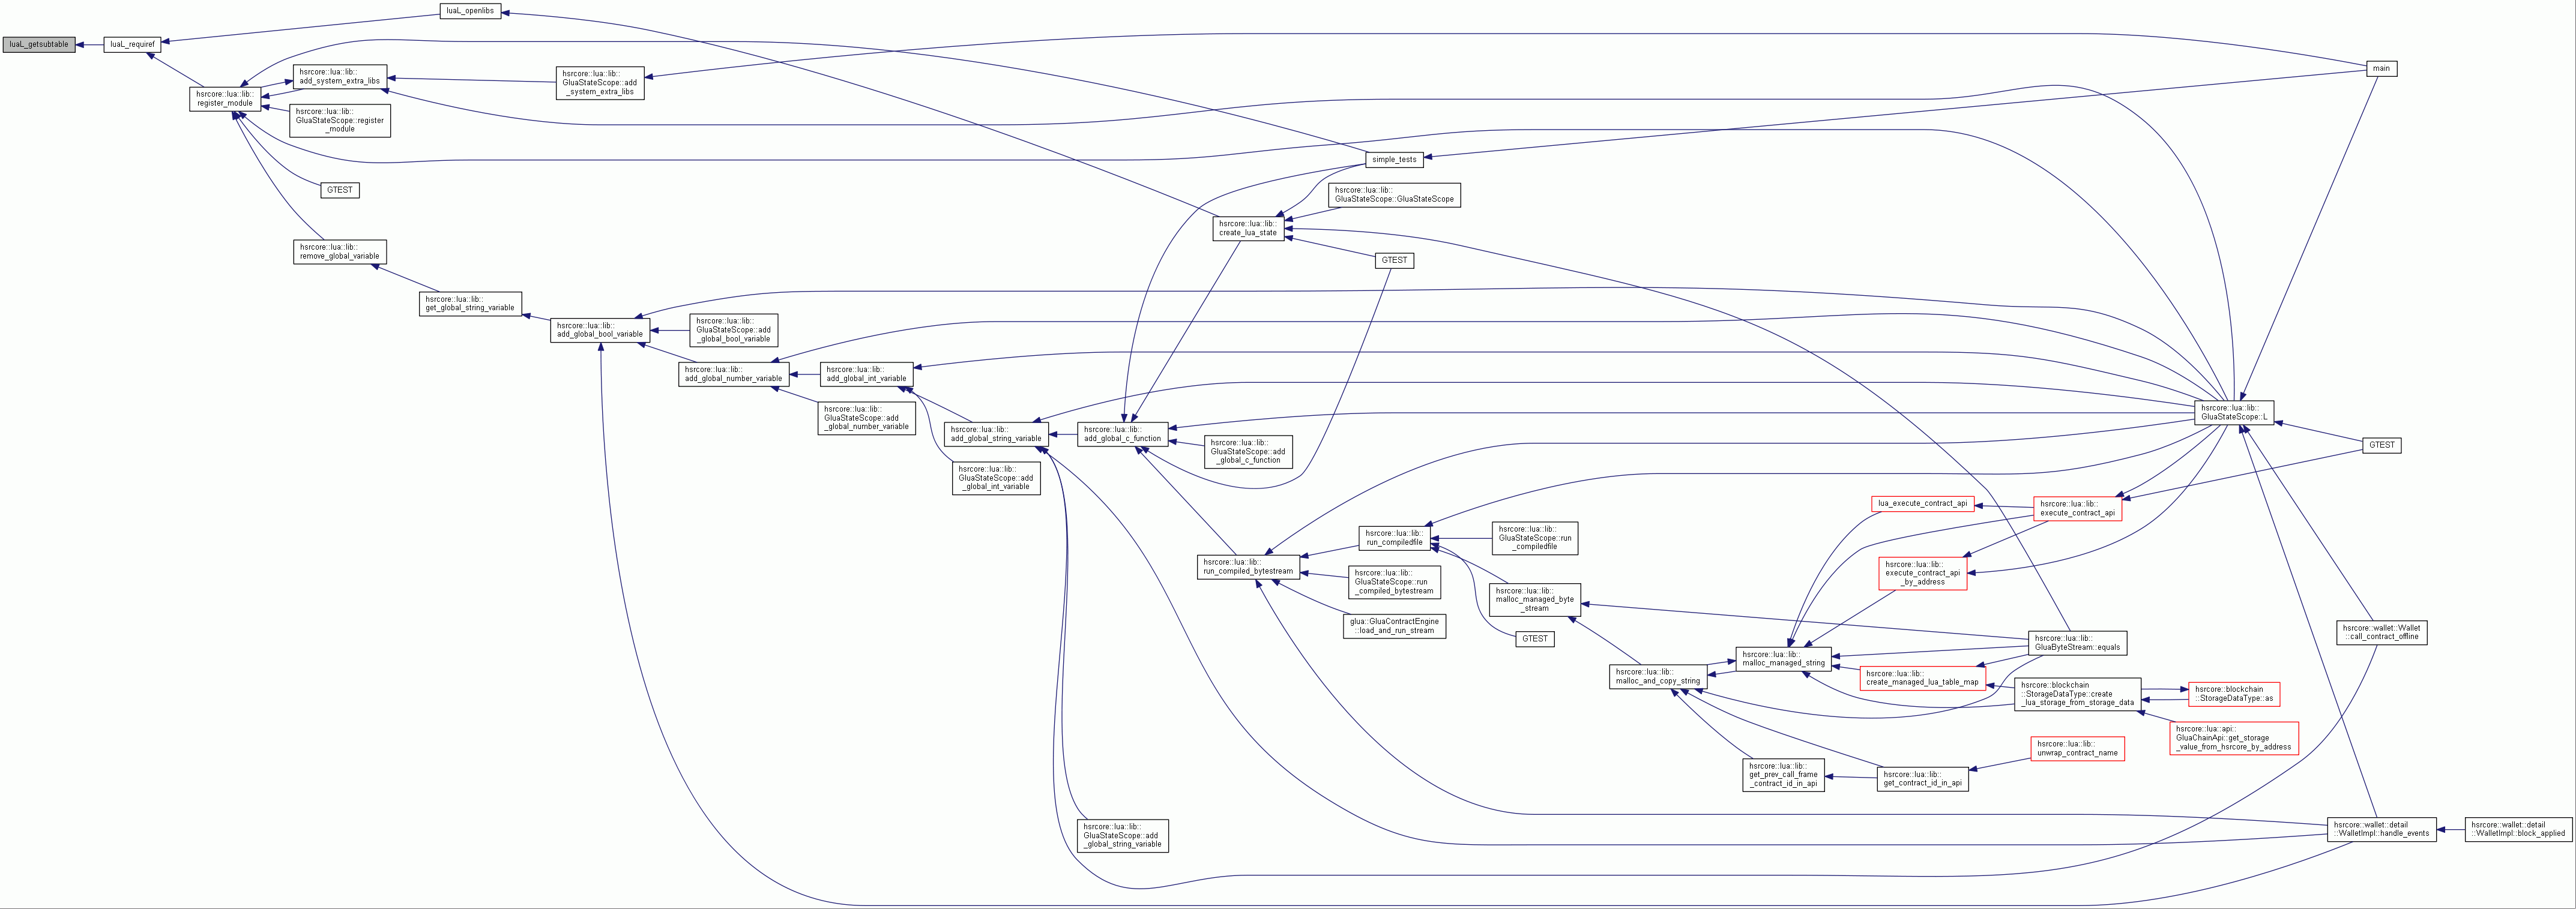 luaL_openlibs
luaL_getsubtable
luaL_requiref
hsrcore::lua::lib::
add_system_extra_libs
hsrcore::lua::lib::
GluaStateScope::add
_system_extra_libs
main
hsrcore::lua::lib::
register_module
hsrcore::lua::lib::
GluaStateScope::register
_module
simple_tests
GTEST
hsrcore::lua::lib::
GluaStateScope::GluaStateScope
hsrcore::lua::lib::
create_lua_state
hsrcore::lua::lib::
remove_global_variable
GTEST
hsrcore::lua::lib::
get_global_string_variable
hsrcore::lua::lib::
add_global_bool_variable
hsrcore::lua::lib::
GluaStateScope::add
_global_bool_variable
hsrcore::lua::lib::
add_global_number_variable
hsrcore::lua::lib::
add_global_int_variable
hsrcore::lua::lib::
GluaStateScope::add
_global_number_variable
hsrcore::lua::lib::
GluaStateScope::L
hsrcore::lua::lib::
add_global_string_variable
hsrcore::lua::lib::
add_global_c_function
hsrcore::lua::lib::
GluaStateScope::add
_global_c_function
GTEST
hsrcore::lua::lib::
GluaStateScope::add
_global_int_variable
lua_execute_contract_api
hsrcore::lua::lib::
execute_contract_api
hsrcore::lua::lib::
run_compiledfile
hsrcore::lua::lib::
GluaStateScope::run
_compiledfile
hsrcore::lua::lib::
run_compiled_bytestream
hsrcore::lua::lib::
GluaStateScope::run
_compiled_bytestream
hsrcore::lua::lib::
execute_contract_api
_by_address
hsrcore::lua::lib::
malloc_managed_byte
_stream
glua::GluaContractEngine
::load_and_run_stream
GTEST
hsrcore::lua::lib::
GluaByteStream::equals
hsrcore::wallet::Wallet
::call_contract_offline
hsrcore::lua::lib::
malloc_managed_string
hsrcore::lua::lib::
malloc_and_copy_string
hsrcore::lua::lib::
create_managed_lua_table_map
hsrcore::blockchain
::StorageDataType::create
_lua_storage_from_storage_data
hsrcore::blockchain
::StorageDataType::as
hsrcore::lua::api::
GluaChainApi::get_storage
_value_from_hsrcore_by_address
hsrcore::lua::lib::
unwrap_contract_name
hsrcore::lua::lib::
get_prev_call_frame
_contract_id_in_api
hsrcore::lua::lib::
get_contract_id_in_api
hsrcore::lua::lib::
GluaStateScope::add
_global_string_variable
hsrcore::wallet::detail
::WalletImpl::handle_events
hsrcore::wallet::detail
::WalletImpl::block_applied